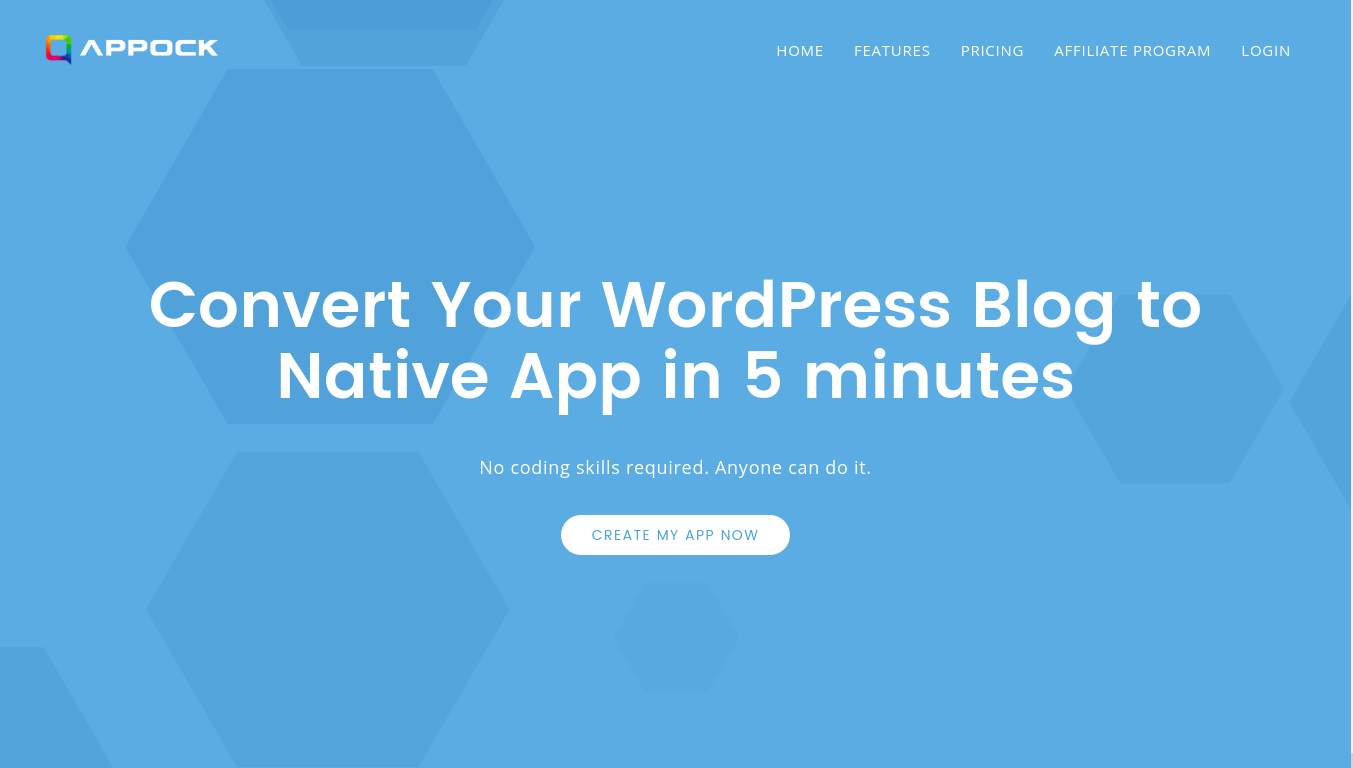 APPOCK
HOME
FEATURES
PRICING
AFFILIATE PROGRAM
LOGIN
Convert Your WordPress Blog to
Native App in 5 minutes
No coding skills required. Anyone can do it.
CREATE MY APP NOW